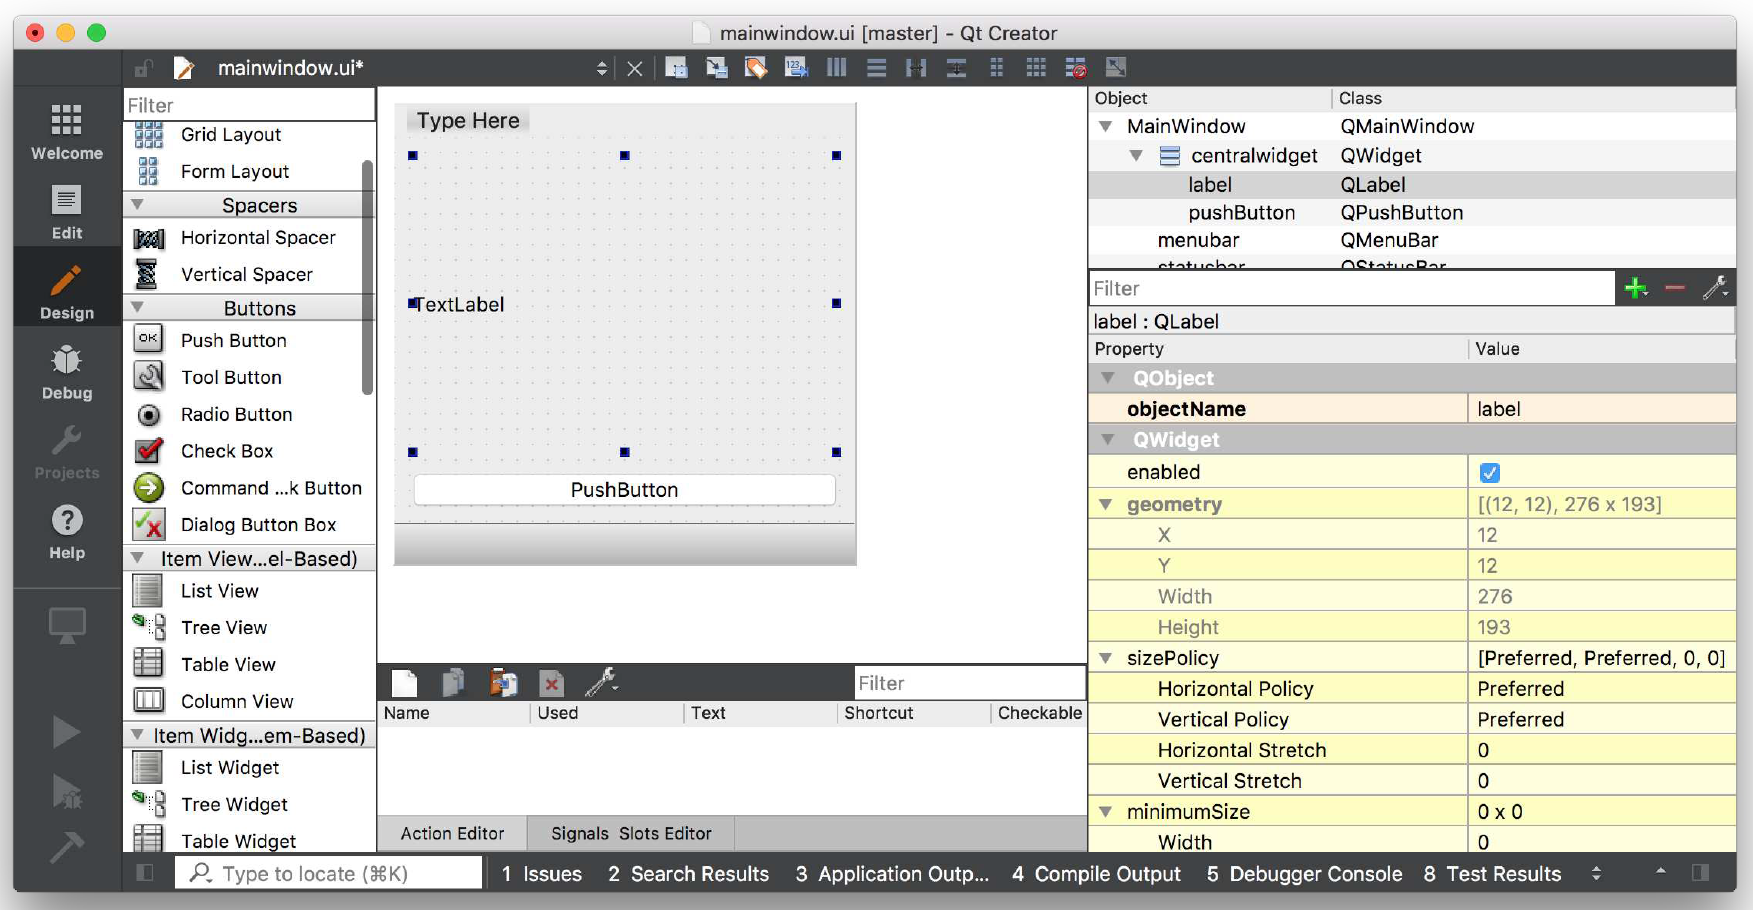 mainwindow.ui [master] - Qt Creator
mainwindow.ui*
Welcome
Edit
Design
Debug
Projects
Help
Filter
Grid Layout
Form Layout
Spacers
Horizontal Spacer
Vertical Spacer
Buttons
OK
Push Button
Tool Button
Radio Button
Check Box
Command ...k Button
Dialog Button Box
Item View...el-Based)
List View
Tree View
Table View
Column View
Item Widg...em-Based)
List Widget
Tree Widget
Table Widget
123
Type Here
TextLabel
PushButton
Filter
Name Used Text Shortcut Checkable
Action Editor Signals Slots Editor
Object Class
MainWindow QMainWindow
centralwidget QWidget
label QLabel
pushButton QPushButton
menubar QMenuBar
statusbar QStatusBar
Filter
label : QLabel
Property Value
QObject
objectName label
QWidget
enabled
geometry [(12, 12), 276 x 193]
X 12
Y 12
Width 276
Height 193
sizePolicy [Preferred, Preferred, 0, 0]
Horizontal Policy Preferred
Vertical Policy Preferred
Horizontal Stretch 0
Vertical Stretch 0
minimumSize 0 x 0
Width 0
Type to locate (⌘K) 1 Issues 2 Search Results 3 Application Outp... 4 Compile Output 5 Debugger Console 8 Test Results